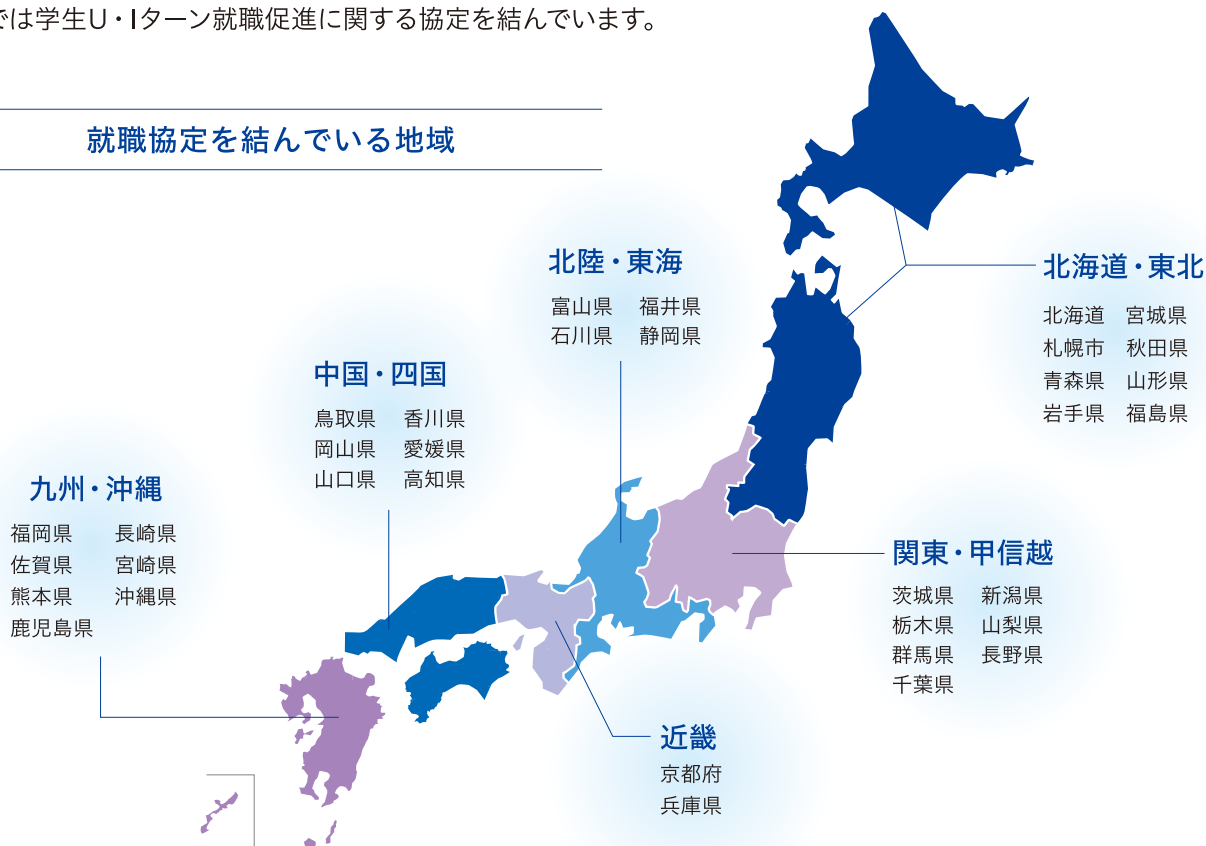 では学生U・Iターン就職促進に関する協定を結んでいます。
就職協定を結んでいる地域
北海道・東北
北海道 宮城県
札幌市 秋田県
青森県 山形県
岩手県 福島県
北陸・東海
富山県 福井県
石川県 静岡県
中国・四国
鳥取県 香川県
岡山県 愛媛県
山口県 高知県
九州・沖縄
福岡県 長崎県
佐賀県 宮崎県
熊本県 沖縄県
鹿児島県
関東・甲信越
茨城県 新潟県
栃木県 山梨県
群馬県 長野県
千葉県
近畿
京都府
兵庫県